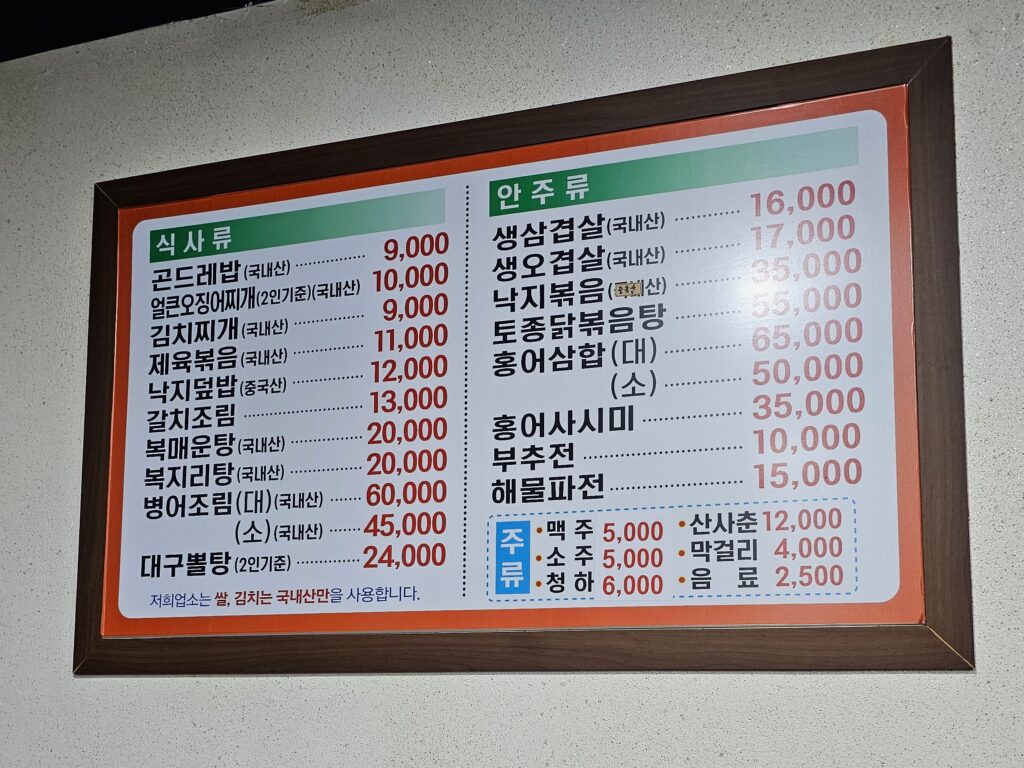 식사류
곤드레밥(국내산) 9,000
얼큰오징어찌개(2인기준)(국내산) 10,000
김치찌개(국내산) 9,000
제육볶음(국내산) 11,000
낙지덮밥(중국산) 12,000
갈치조림 13,000
복매운탕(국내산) 20,000
복지리탕(국내산) 20,000
병어조림(대)(국내산) 60,000
(소)(국내산) 45,000
대구뽈탕(2인기준) 24,000
저희업소는 쌀, 김치는 국내산만을 사용합니다.
안주류
생삼겹살(국내산) 16,000
생오겹살(국내산) 17,000
낙지볶음(산) 35,000
토종닭볶음탕 55,000
홍어삼합(대) 65,000
(소) 50,000
홍어사시미 35,000
부추전 10,000
해물파전 15,000
주류
• 맥주 5,000
• 소주 5,000
• 청하 6,000
• 산사춘 12,000
• 막걸리 4,000
• 음료 2,500